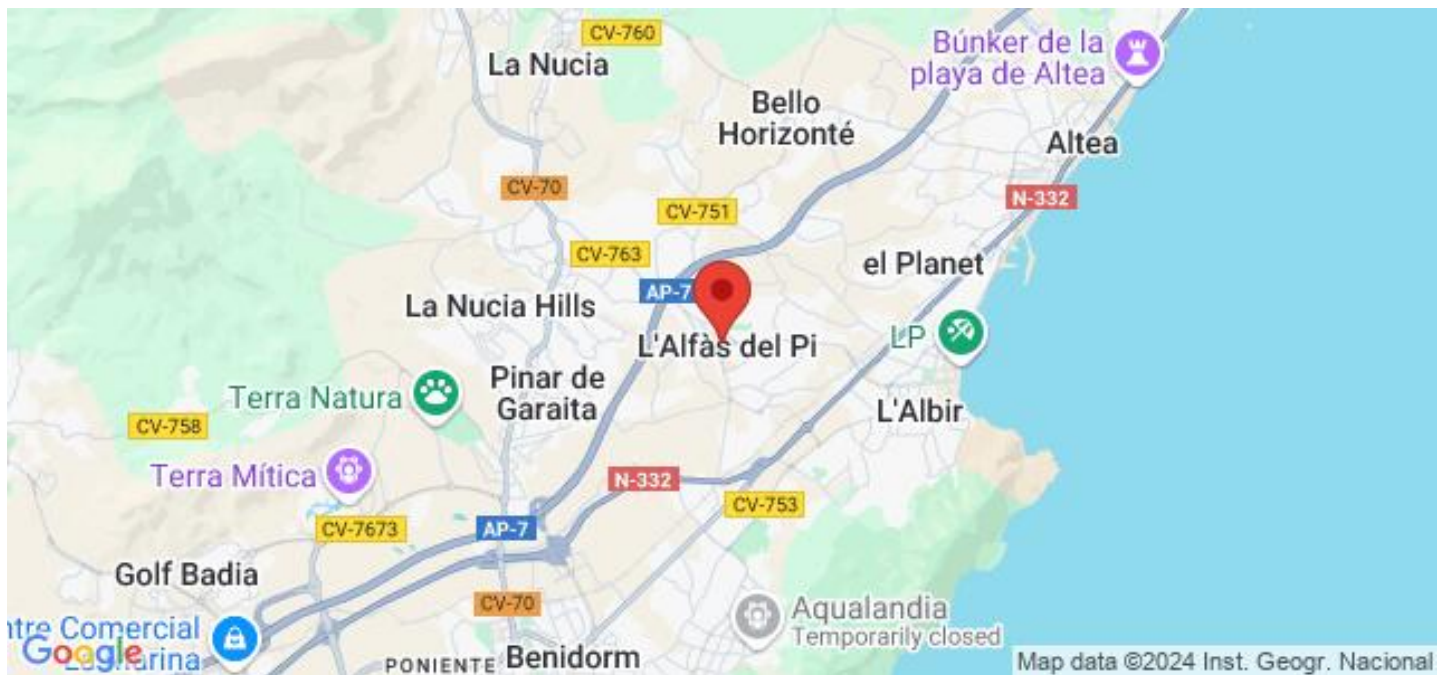 CV-760
La Nucia
Búnker de la
playa de Altea
Bello
Horizonté
Altea
CV-70
N-332
CV-751
CV-763
el Planet
AP-7
La Nucia Hills
LP
L'Alfàs del Pi
Pinar de
Garaita
Terra Natura
L'Albir
CV-758
Terra Mítica
N-332
CV-753
CV-7673
AP-7
Golf Badia
CV-70
Aqualandia
Temporarily closed
ntre Comercial
Google
PONIENTE
Benidorm
Map data ©2024 Inst. Geogr. Nacional